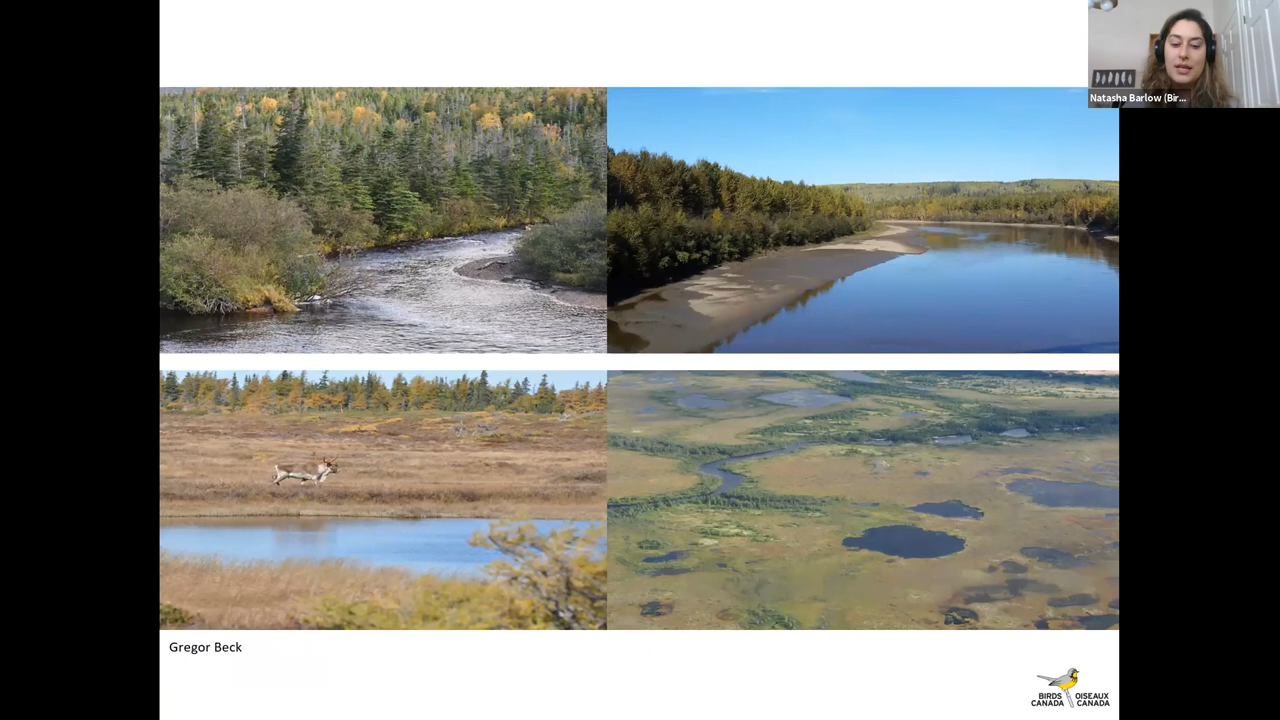 Natasha Barlow (Bir...
Gregor Beck
BIRDS OISEAUX
CANADA CANADA